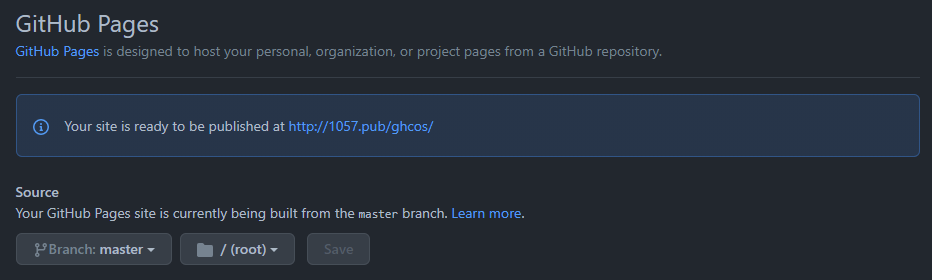 GitHub Pages
GitHub Pages is designed to host your personal, organization, or project pages from a GitHub repository.
Your site is ready to be published at http://1057.pub/ghcos/
Source
Your GitHub Pages site is currently being built from the master branch. Learn more.
Branch: master / (root) Save